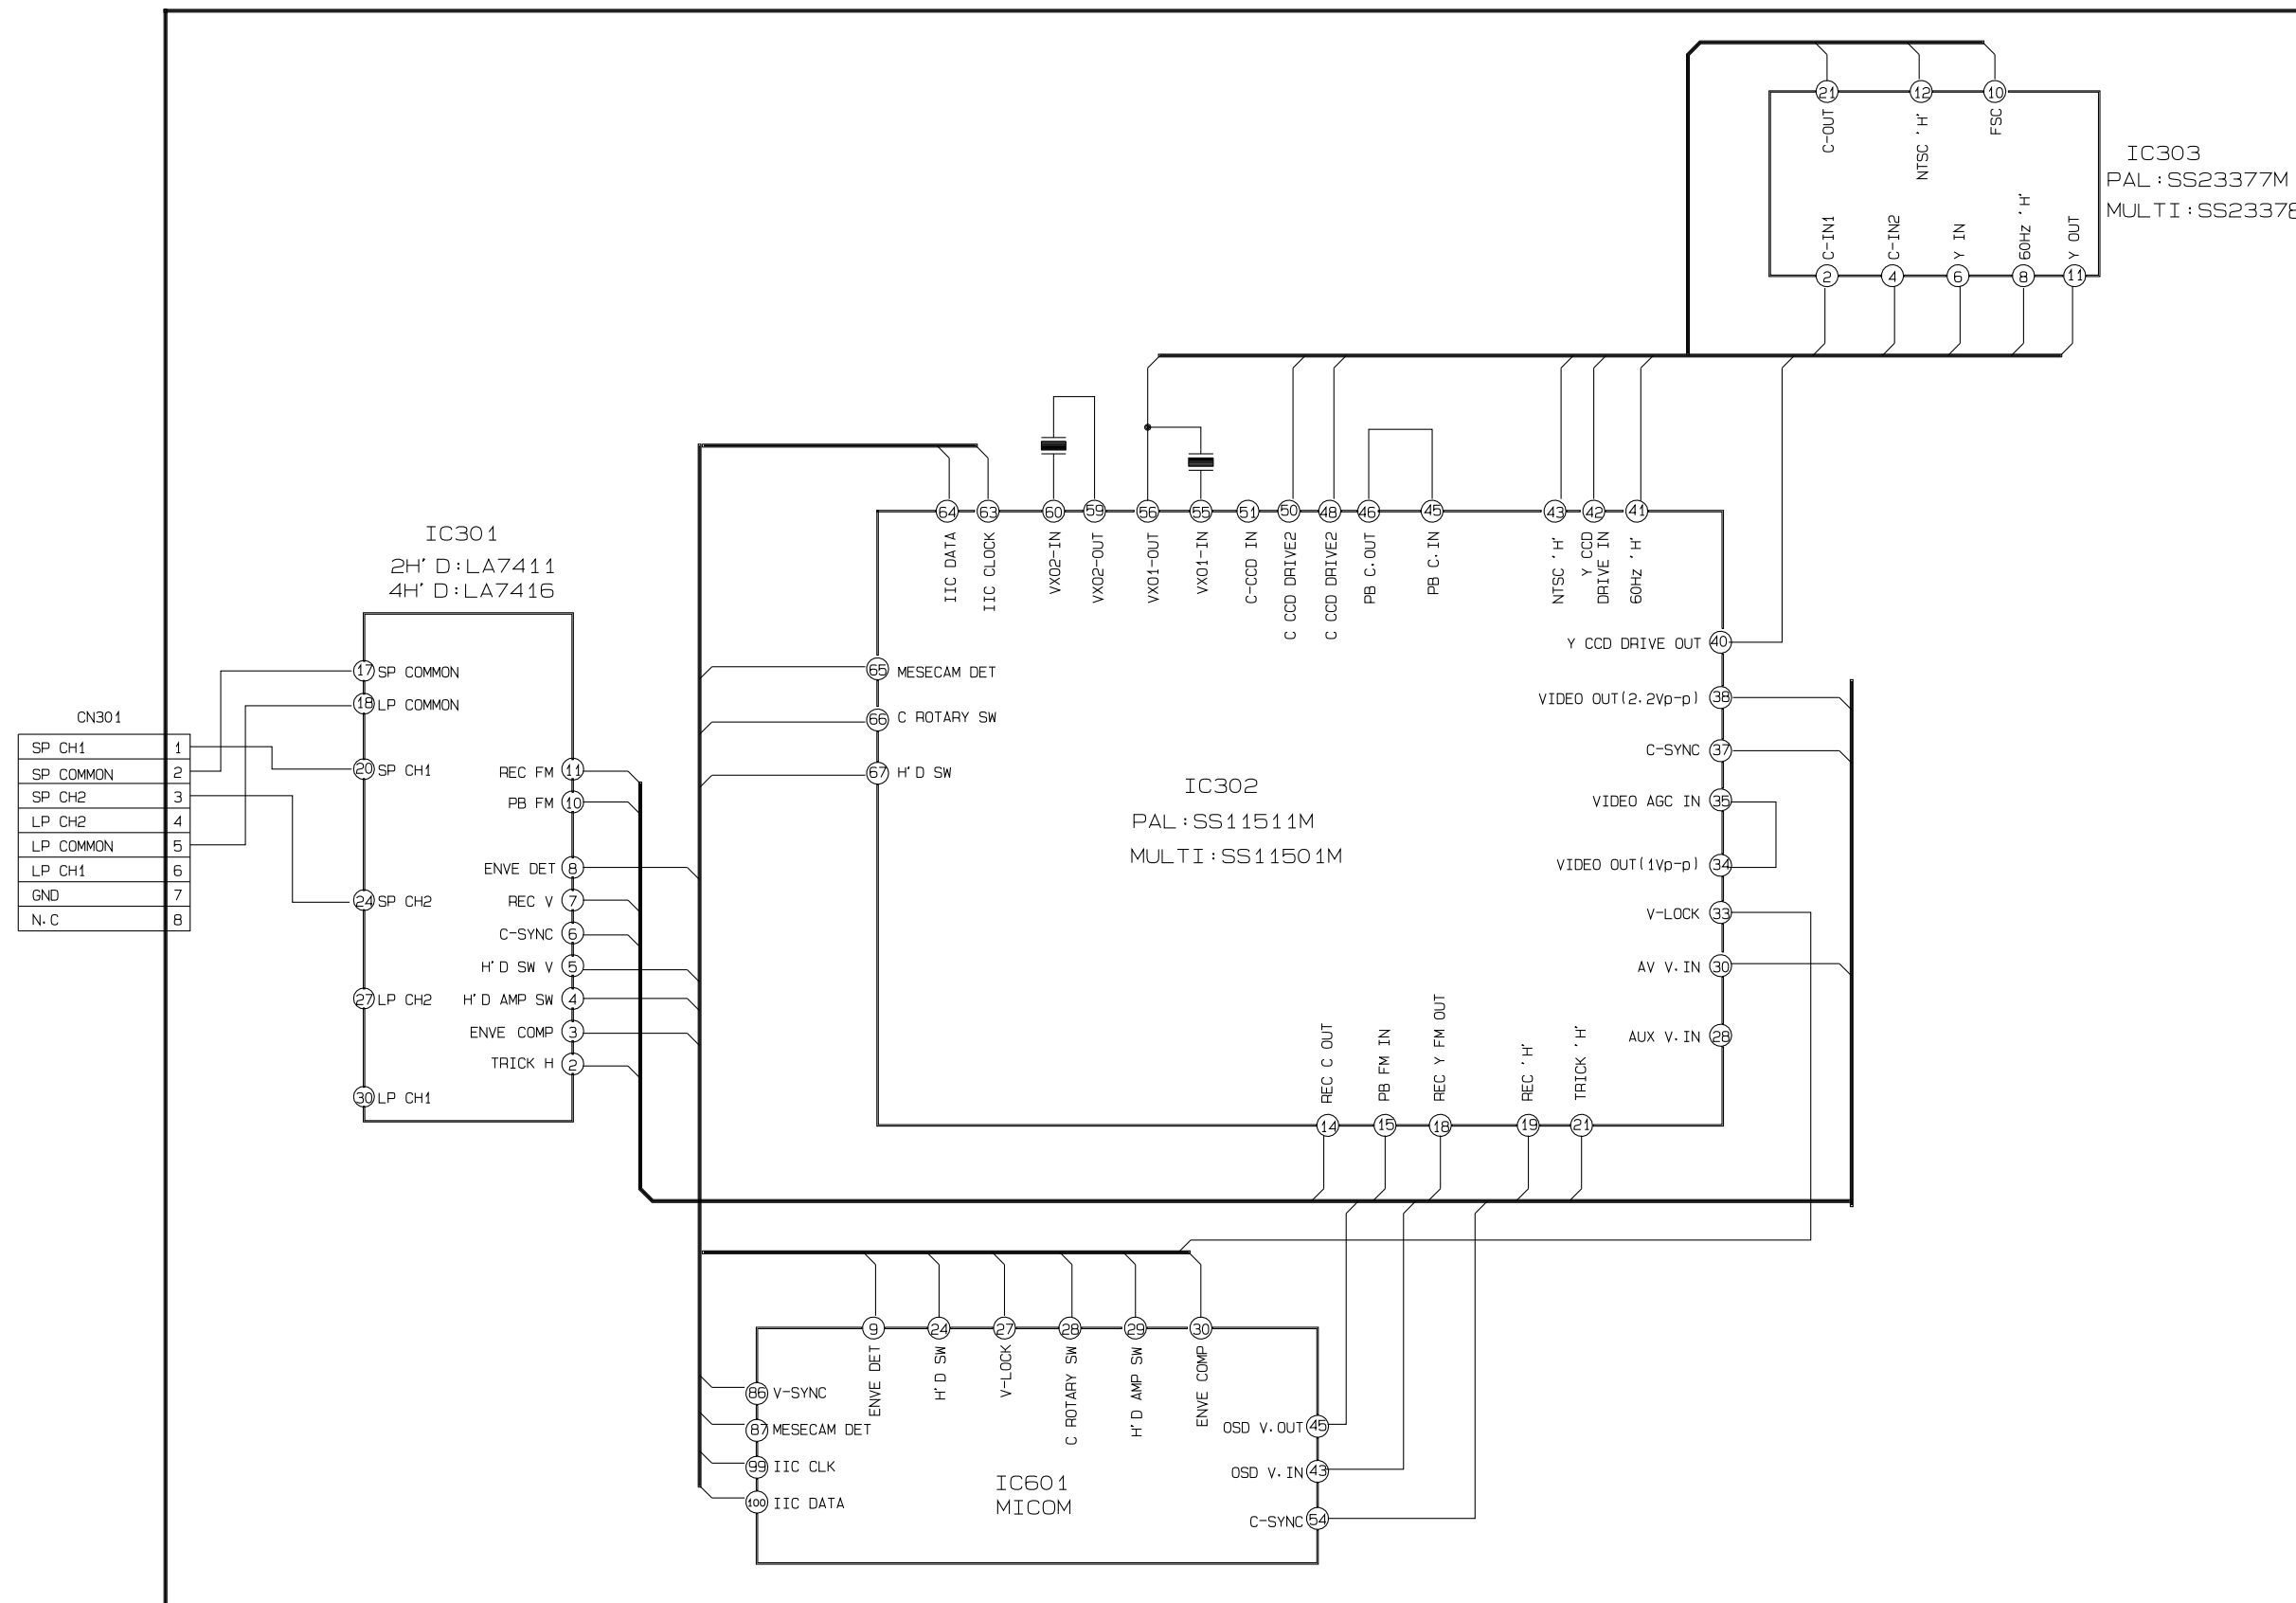 21
12
10
C-OUT
NTSC 'H'
FSC
IC303
PAL:SS23377M
MULTI:SS23378
C-IN1
C-IN2
Y IN
60Hz 'H'
Y OUT
2
4
6
8
11
IC301
2H'D:LA7411
4H'D:LA7416
64
63
60
59
56
55
51
50
48
46
45
43
42
41
IIC DATA
IIC CLOCK
VXO2-IN
VXO2-OUT
VXO1-OUT
VXO1-IN
C-CCD IN
C CCD DRIVE2
C CCD DRIVE2
PB C.OUT
PB C.IN
NTSC 'H'
Y CCD
DRIVE IN
60Hz 'H'
Y CCD DRIVE OUT 40
65 MESECAM DET
66 C ROTARY SW
67 H'D SW
VIDEO OUT(2.2Vp-p) 38
C-SYNC 37
VIDEO AGC IN 35
VIDEO OUT(1Vp-p) 34
V-LOCK 33
AV V.IN 30
AUX V.IN 28
IC302
PAL:SS11511M
MULTI:SS11501M
17 SP COMMON
18 LP COMMON
20 SP CH1
24 SP CH2
27 LP CH2
30 LP CH1
REC FM 11
PB FM 10
ENVE DET 8
REC V 7
C-SYNC 6
H'D SW V 5
H'D AMP SW 4
ENVE COMP 3
TRICK H 2
CN301
SP CH1 1
SP COMMON 2
SP CH2 3
LP CH2 4
LP COMMON 5
LP CH1 6
GND 7
N.C 8
REC C OUT
PB FM IN
REC Y FM OUT
REC 'H'
TRICK 'H'
14
15
18
19
21
9
24
27
28
29
30
ENVE DET
H'D SW
V-LOCK
C ROTARY SW
H'D AMP SW
ENVE COMP
86 V-SYNC
87 MESECAM DET
99 IIC CLK
100 IIC DATA
OSD V.OUT 45
OSD V.IN 43
C-SYNC 54
IC601
MICOM